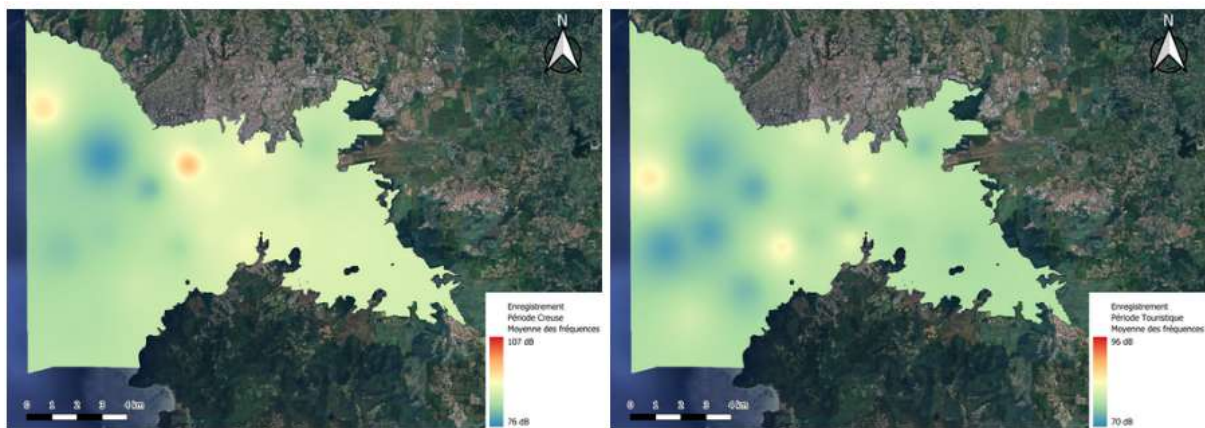 N
Enregistrement
Période Creuse
Moyenne des fréquences
107 dB
76 dB
0 1 2 3 4 km
N
Enregistrement
Période Touristique
Moyenne des fréquences
96 dB
70 dB
0 1 2 3 4 km